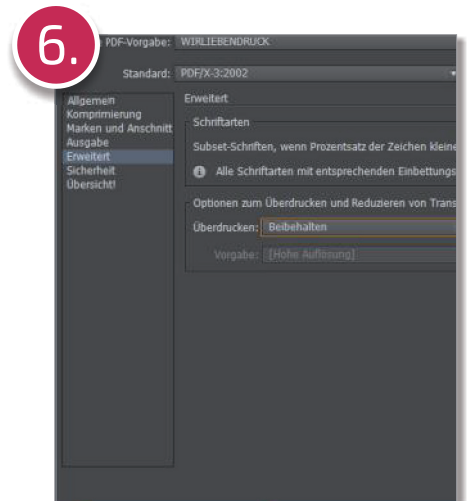 6.
PDF-Vorgabe: WIRLIEBENDRUCK
Standard: PDF/X-3:2002
Allgemein
Komprimierung
Marken und Anschnitt
Ausgabe
Erweitert
Sicherheit
Übersicht
Erweitert
Schriftarten
Subset-Schriften, wenn Prozentsatz der Zeichen kleine
Alle Schriftarten mit entsprechenden Einbettungs
Optionen zum Überdrucken und Reduzieren von Trans
Überdrucken: Beibehalten
Vorgabe: [Hohe Auflösung]